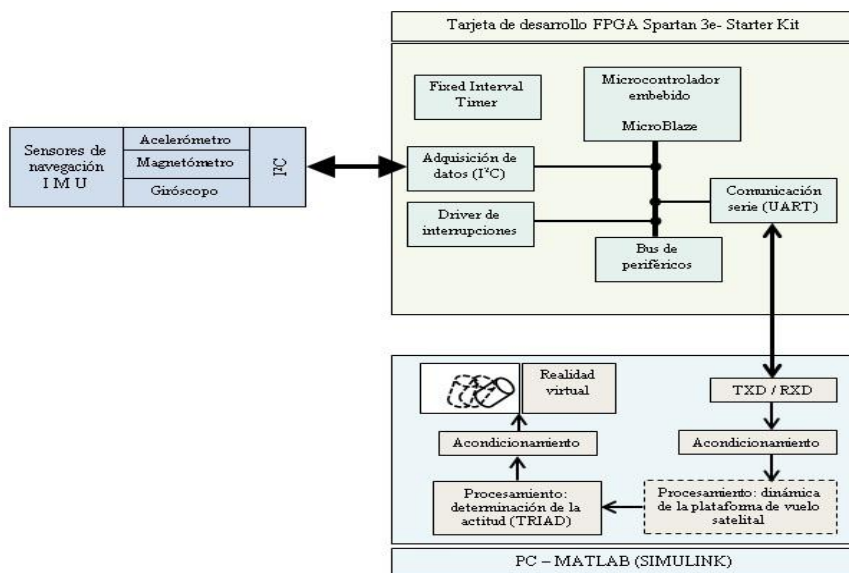 Tarjeta de desarrollo FPGA Spartan 3e- Starter Kit
Fixed Interval
Timer
Microcontrolador
embebido
MicroBlaze
Sensores de
navegación
I M U
Acelerómetro
Magnetómetro
Giróscopo
I²C
Adquisición de
datos (I²C)
Driver de
interrupciones
Bus de
periféricos
Comunicación
serie (UART)
Realidad
virtual
TXD / RXD
Acondicionamiento
Acondicionamiento
Procesamiento:
determinación de la
actitud (TRIAD)
Procesamiento: dinámica
de la plataforma de vuelo
satelital
PC – MATLAB (SIMULINK)